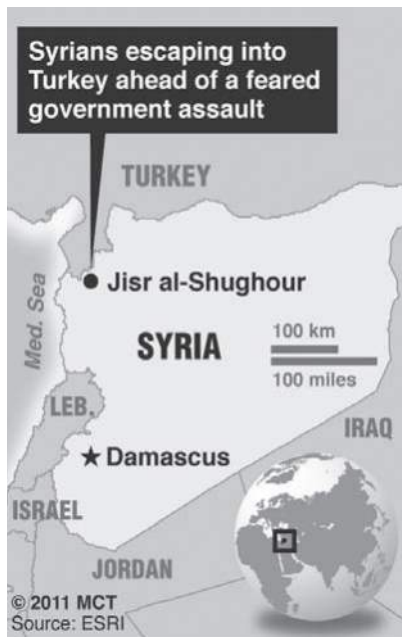 Syrians escaping into
Turkey ahead of a feared
government assault
TURKEY
Jisr al-Shughour
Med. Sea
SYRIA
100 km
100 miles
LEB.
IRAQ
Damascus
ISRAEL
JORDAN
© 2011 MCT
Source: ESRI